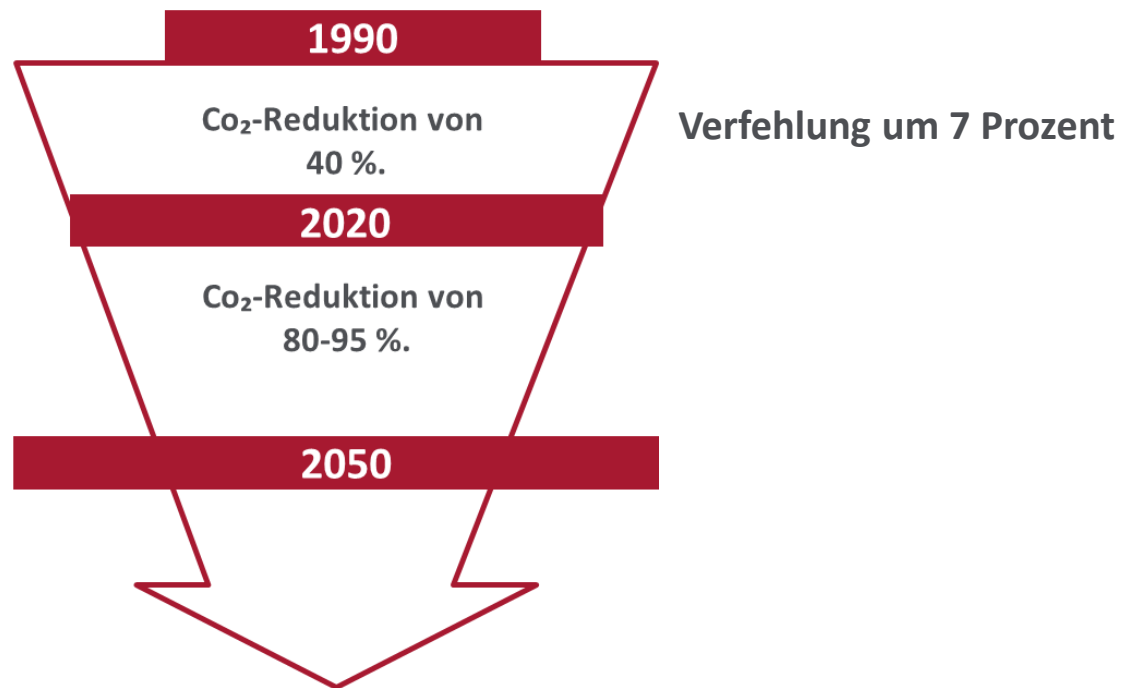 1990
Co₂-Reduktion von
40 %.
Verfehlung um 7 Prozent
2020
Co₂-Reduktion von
80-95 %.
2050